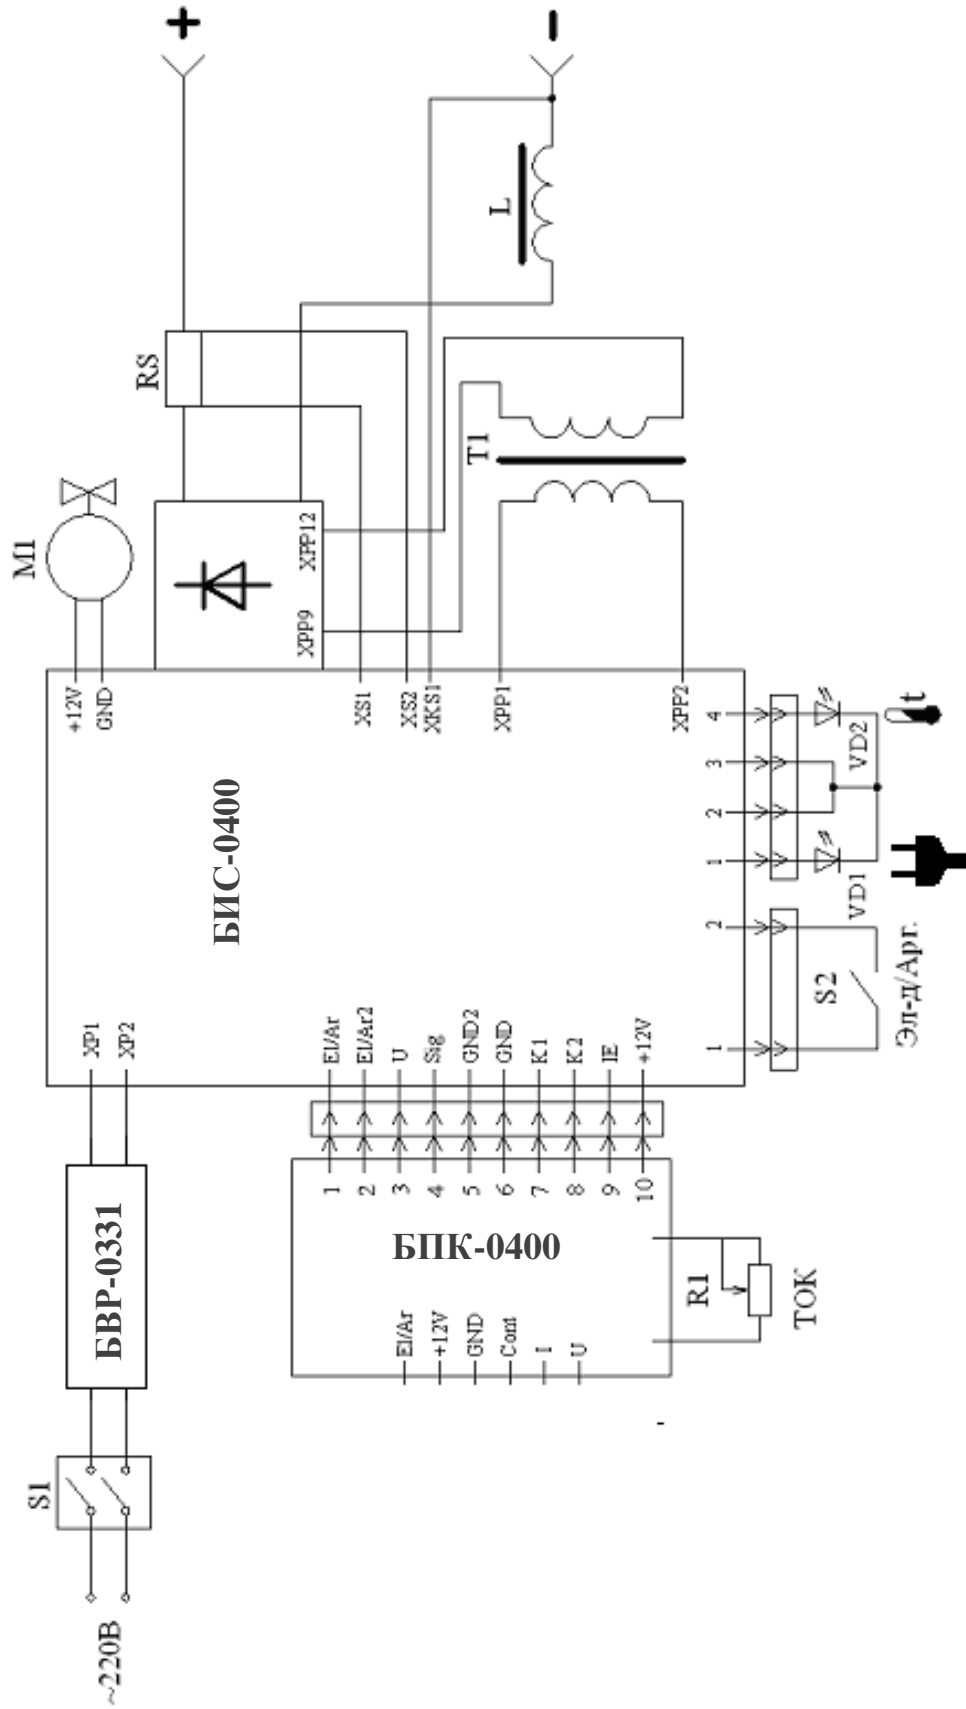 ~220В
S1
БВР-0331
XP1
XP2
БИС-0400
+12V
GND
M1
RS
+
-
L
T1
XPP9
XPP12
XS1
XS2
XKS1
XPP1
XPP2
БПК-0400
El/Ar
+12V
GND
Cont
I
U
1
2
3
4
5
6
7
8
9
10
El/Ar
El/Ar2
U
Sig
GND2
GND
K1
K2
IE
+12V
R1
ТОК
1
2
S2
Эл-д/Арг.
1
2
3
4
VD1
VD2
t
-